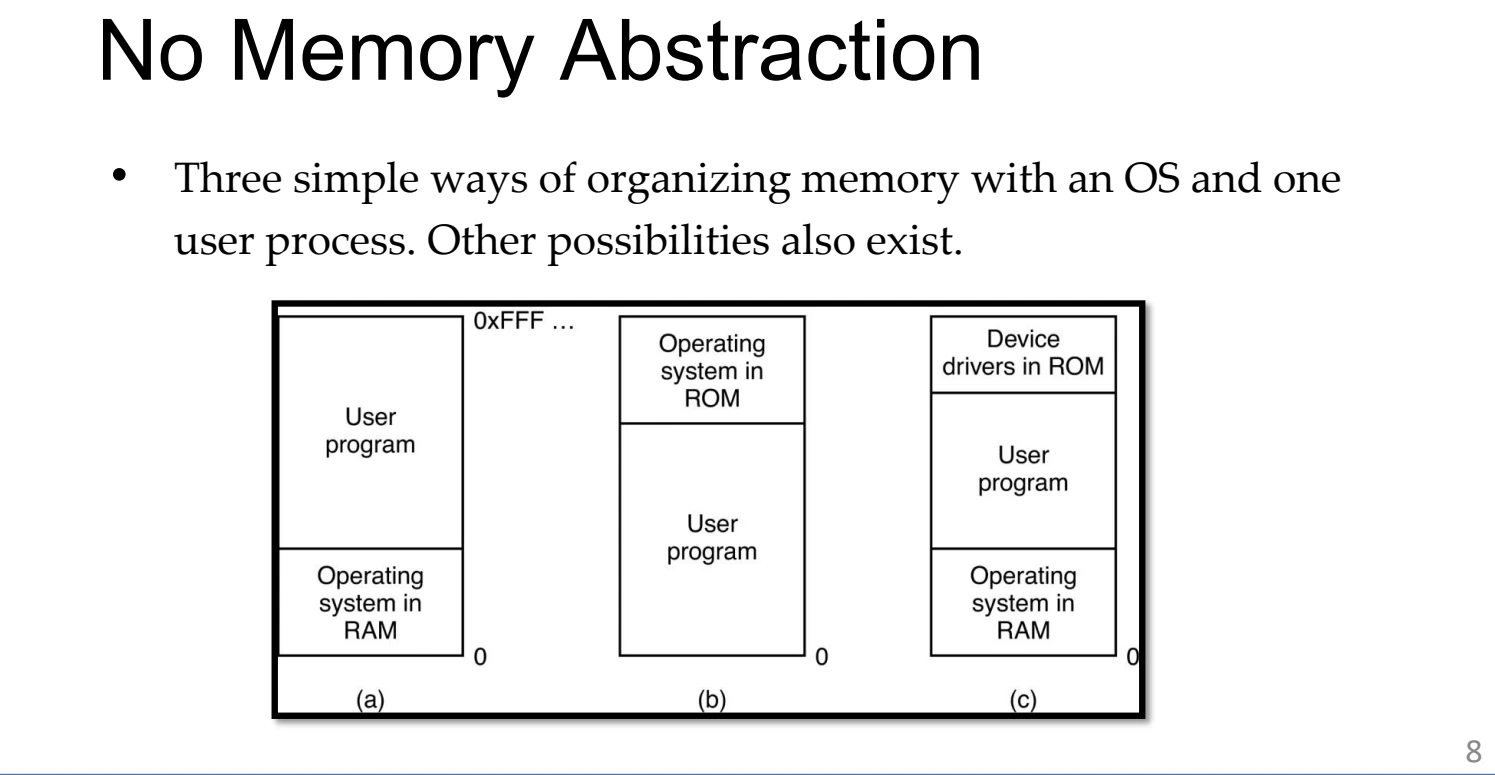 No Memory Abstraction
• Three simple ways of organizing memory with an OS and one
user process. Other possibilities also exist.
0xFFF …
User
program
Operating
system in
RAM
0
(a)
Operating
system in
ROM
User
program
0
(b)
Device
drivers in ROM
User
program
Operating
system in
RAM
0
(c)
8